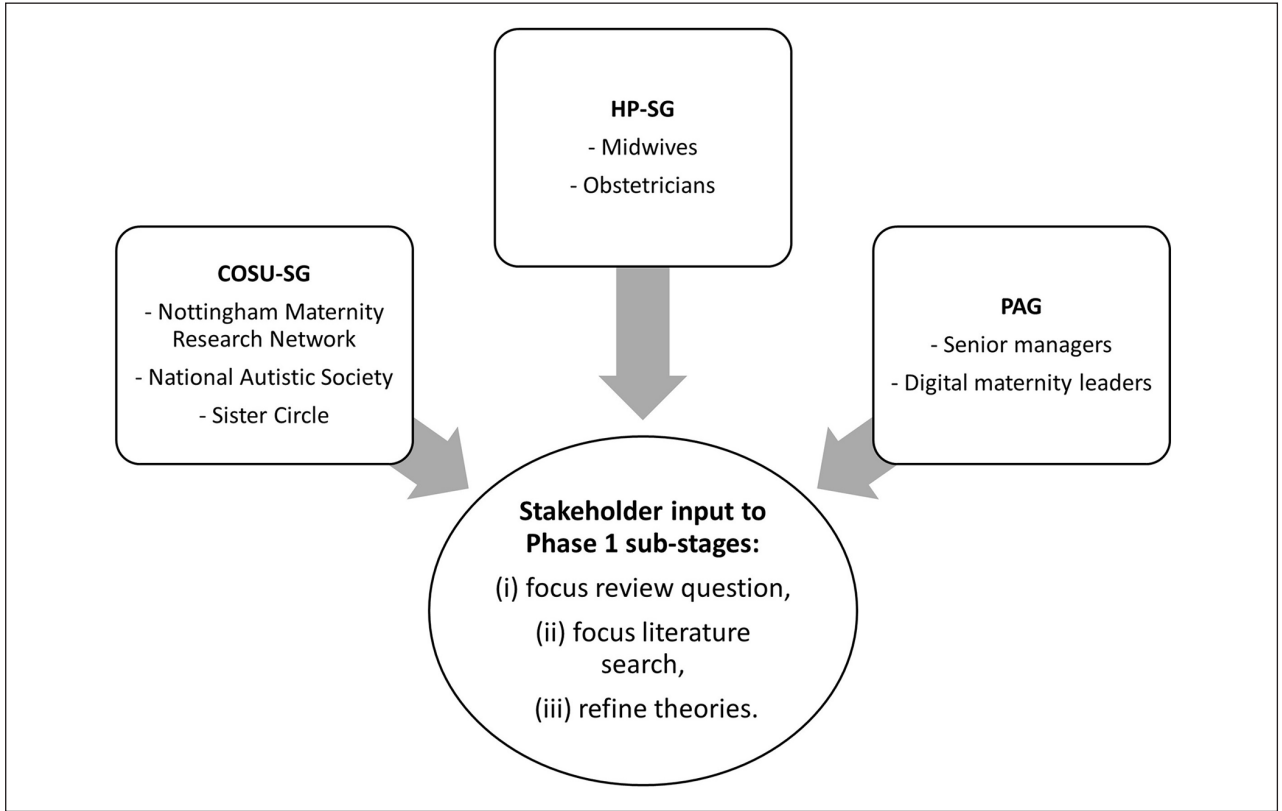 HP-SG
- Midwives
- Obstetricians
COSU-SG
- Nottingham Maternity
Research Network
- National Autistic Society
- Sister Circle
PAG
- Senior managers
- Digital maternity leaders
Stakeholder input to
Phase 1 sub-stages:
(i) focus review question,
(ii) focus literature
search,
(iii) refine theories.